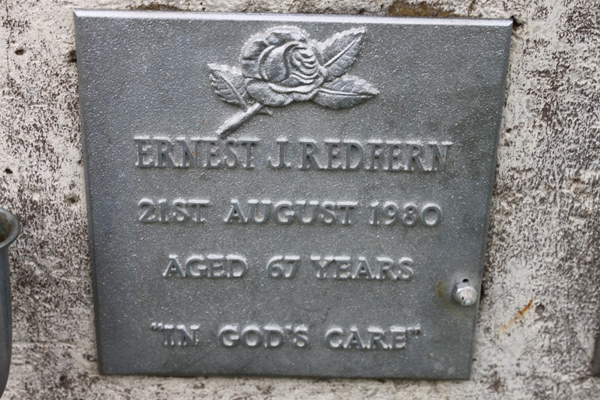 ERNEST J. REDFERN
21ST AUGUST 1980
AGED 67 YEARS
"IN GOD'S CARE"